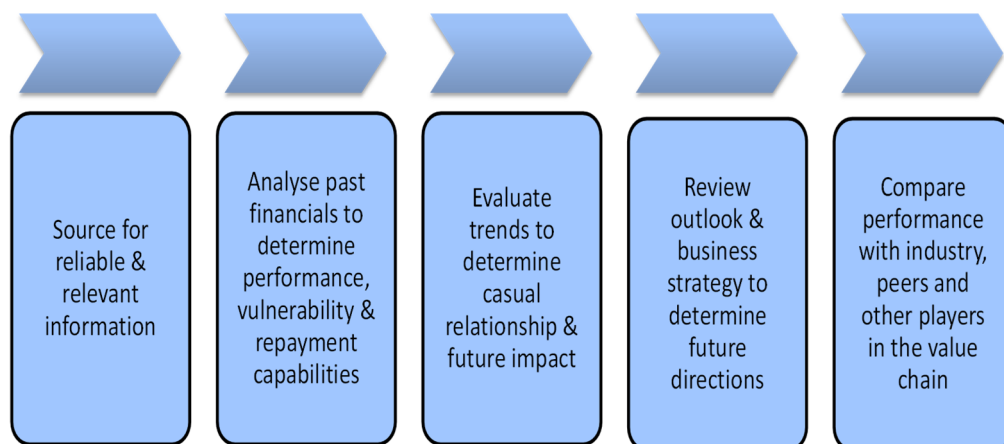 Source for
reliable &
relevant
information
Analyse past
financials to
determine
performance,
vulnerability &
repayment
capabilities
Evaluate
trends to
determine
casual
relationship &
future impact
Review
outlook &
business
strategy to
determine
future
directions
Compare
performance
with industry,
peers and
other players
in the value
chain